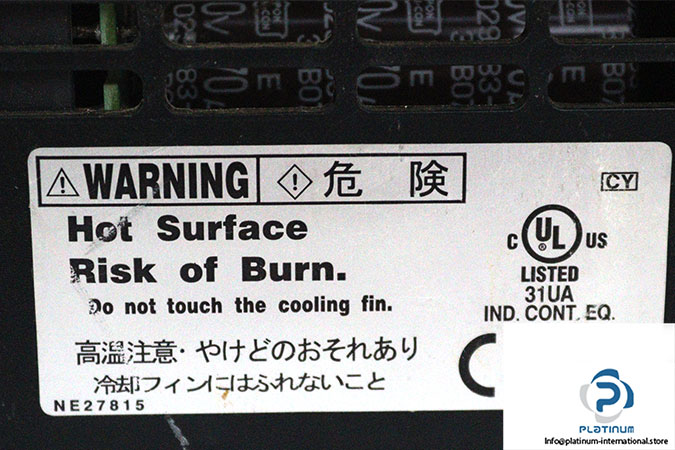 WARNING 危 険
CY
Hot Surface
Risk of Burn.
Do not touch the cooling fin.
C UL US
®
LISTED
31UA
IND. CONT. EQ.
高温注意・やけどのおそれあり
冷却フィンにはふれないこと
NE27815
PLATINUM
Info@platinum-international.store